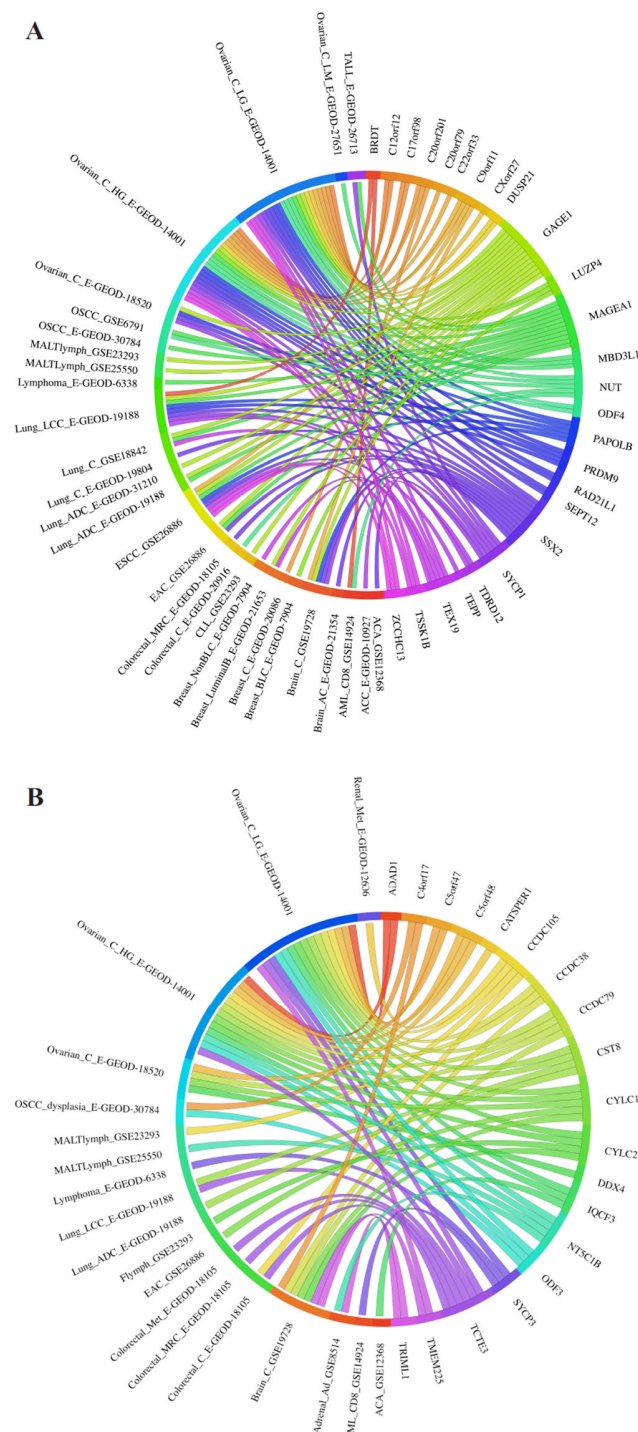 A
Ovarian_C_LG_E-GEOD-14001
Ovarian_C_LM_E-GEOD-27651
TALL_E-GEOD-26713
BRDT
C12orf12
C17orf98
C20orf201
C20orf79
C22orf33
C9orf11
CXorf27
DUSP21
GAGE1
LUZP4
MAGEA1
MBD3L1
NUT
ODF4
PAPOLB
PRDM9
RAD21L1
SEPT12
SSX2
SYCP1
TDRD12
TEPP
TEX19
TSSK1B
ZCCHC13
ACA_GSE12368
ACC_E-GEOD-10927
AML_CD8_GSE14924
Brain_AC_E-GEOD-21354
Brain_C_GSE19728
Breast_BLC_E-GEOD-7904
Breast_C_E-GEOD-20086
Breast_LuminalB_E-GEOD-21653
Breast_NonBLC_E-GEOD-7904
CLL_GSE23293
Colorectal_C_E-GEOD-20916
Colorectal_MRC_E-GEOD-18105
EAC_GSE26886
ESCC_GSE26886
Lung_ADC_E-GEOD-19188
Lung_ADC_E-GEOD-31210
Lung_C_E-GEOD-19804
Lung_C_GSE18842
Lung_LCC_E-GEOD-19188
Lymphoma_E-GEOD-6338
MALTLymph_GSE25550
MALTlymph_GSE23293
OSCC_E-GEOD-30784
OSCC_GSE6791
Ovarian_C_E-GEOD-18520
Ovarian_C_HG_E-GEOD-14001
B
Ovarian_C_LG_E-GEOD-14001
Renal_Met_E-GEOD-12606
C4orf17
C5orf47
C5orf48
CATSPER1
CCDC105
CCDC38
CCDC79
CST8
CYLC1
CYLC2
DDX4
IQCF3
NT5C1B
ODF3
SYCP3
TCTE3
TMEM225
TRIML1
ACA_GSE12368
ML_CD8_GSE14924
Adrenal_Ad_GSE8514
Brain_C_GSE19728
Colorectal_C_E-GEOD-18105
Colorectal_MRC_E-GEOD-18105
Colorectal_Met_E-GEOD-18105
EAC_GSE26886
Flymph_GSE23293
Lung_ADC_E-GEOD-19188
Lung_LCC_E-GEOD-19188
Lymphoma_E-GEOD-6338
MALTLymph_GSE25550
MALTlymph_GSE23293
OSCC_dysplasia_E-GEOD-30784
Ovarian_C_E-GEOD-18520
Ovarian_C_HG_E-GEOD-14001